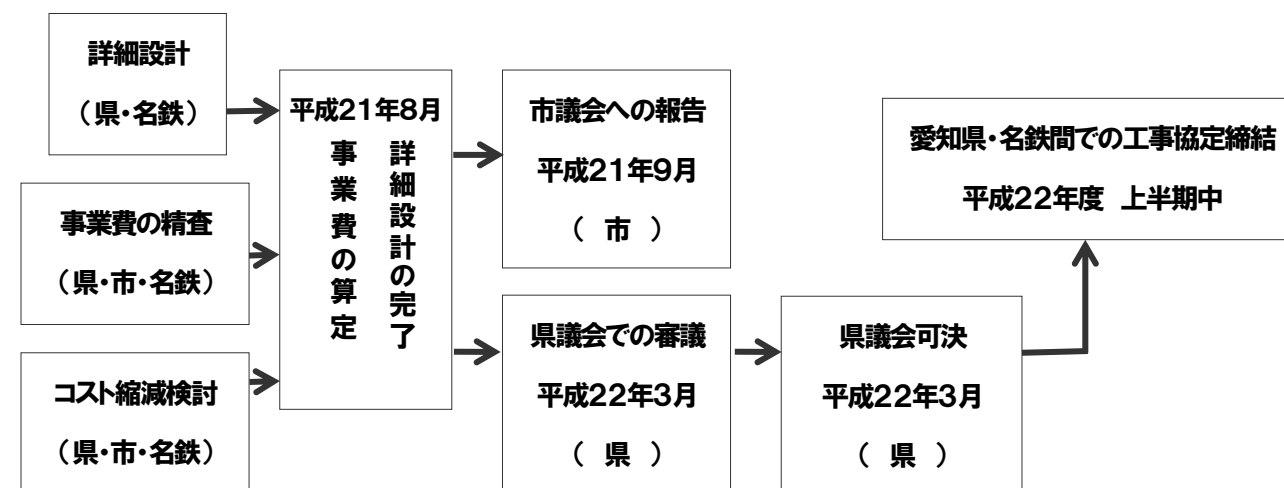 詳細設計
（県・名鉄）
事業費の精査
（県・市・名鉄）
コスト縮減検討
（県・市・名鉄）
平成21年8月
詳細設計の完了
事業費の算定
市議会への報告
平成21年9月
（　市　）
県議会での審議
平成22年3月
（　県　）
県議会可決
平成22年3月
（　県　）
愛知県・名鉄間での工事協定締結
平成22年度　上半期中